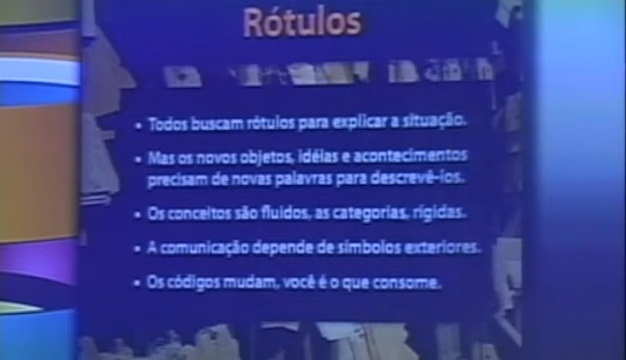 Rótulos
• Todos buscam rótulos para explicar a situação.
• Mas os novos objetos, idéias e acontecimentos
precisam de novas palavras para descrevê-los.
• Os conceitos são fluidos, as categorias, rígidas.
• A comunicação depende de símbolos exteriores.
• Os códigos mudam, você é o que consome.